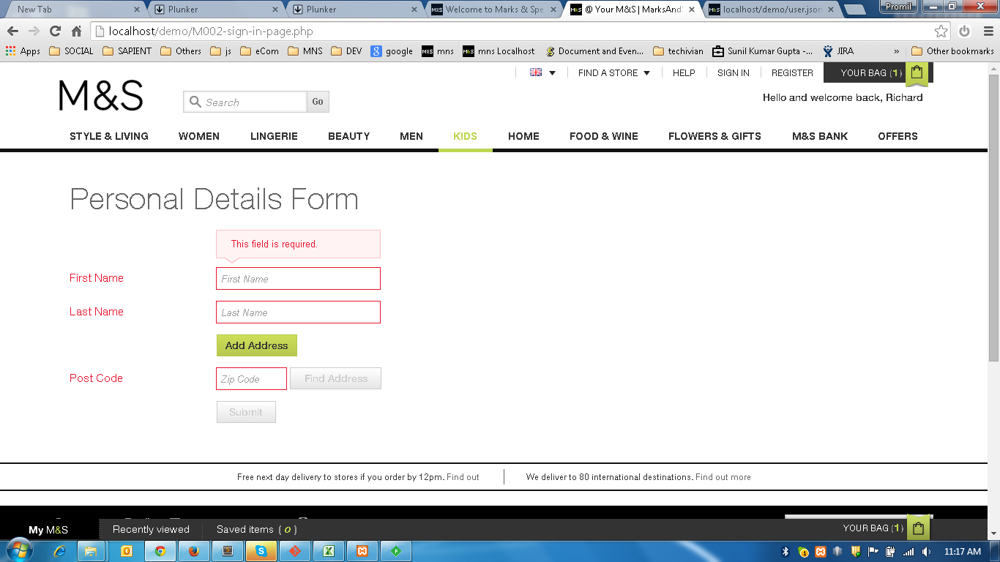 New Tab
Plunker
Plunker
M&S Welcome to Marks & Spe
M&S @ Your M&S | MarksAnd
M&S localhost/demo/user.json
Promil
localhost/demo/M002-sign-in-page.php
Apps SOCIAL SAPIENT Others js eCom MNS DEV google mns mns Localhost Document and Even... techivian Sunil Kumar Gupta -... JIRA » Other bookmarks
FIND A STORE HELP SIGN IN REGISTER YOUR BAG (1)
M&S
Search Go
Hello and welcome back, Richard
STYLE & LIVING WOMEN LINGERIE BEAUTY MEN KIDS HOME FOOD & WINE FLOWERS & GIFTS M&S BANK OFFERS
Personal Details Form
This field is required.
First Name First Name
Last Name Last Name
Add Address
Post Code Zip Code Find Address
Submit
Free next day delivery to stores if you order by 12pm. Find out We deliver to 80 international destinations. Find out more
My M&S Recently viewed Saved items (0) YOUR BAG (1)
11:17 AM